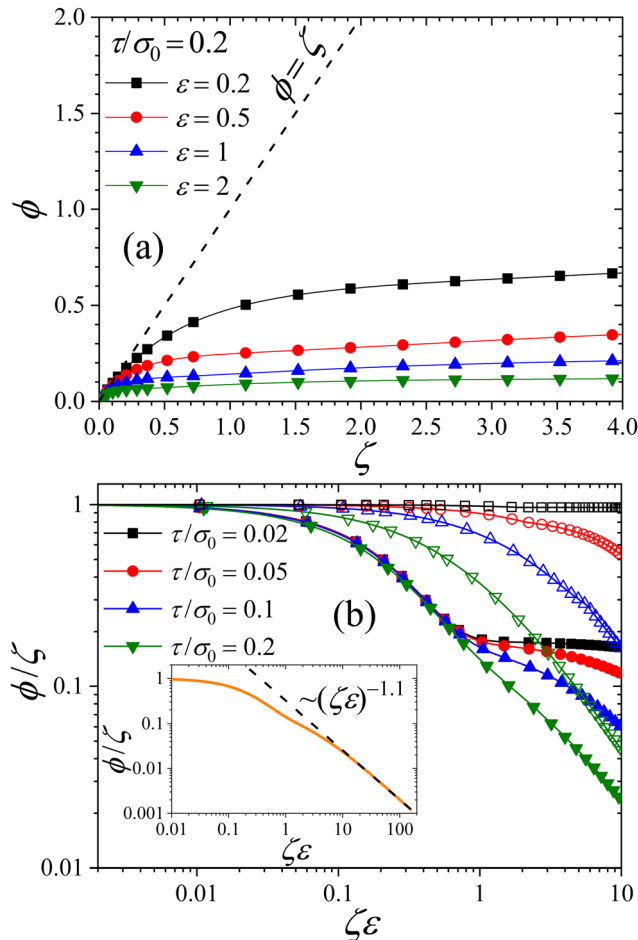 2.0
1.5
1.0
0.5
0.0
ϕ
τ/σ₀ = 0.2
ε = 0.2
ε = 0.5
ε = 1
ε = 2
ϕ = ζ
(a)
0.0 0.5 1.0 1.5 2.0 2.5 3.0 3.5 4.0
ζ
1
0.1
0.01
ϕ/ζ
τ/σ₀ = 0.02
τ/σ₀ = 0.05
τ/σ₀ = 0.1
τ/σ₀ = 0.2
(b)
1
0.1
0.01
0.001
ϕ/ζ
~(ζε)⁻¹·¹
0.01 0.1 1 10 100
ζε
0.01 0.1 1 10
ζε